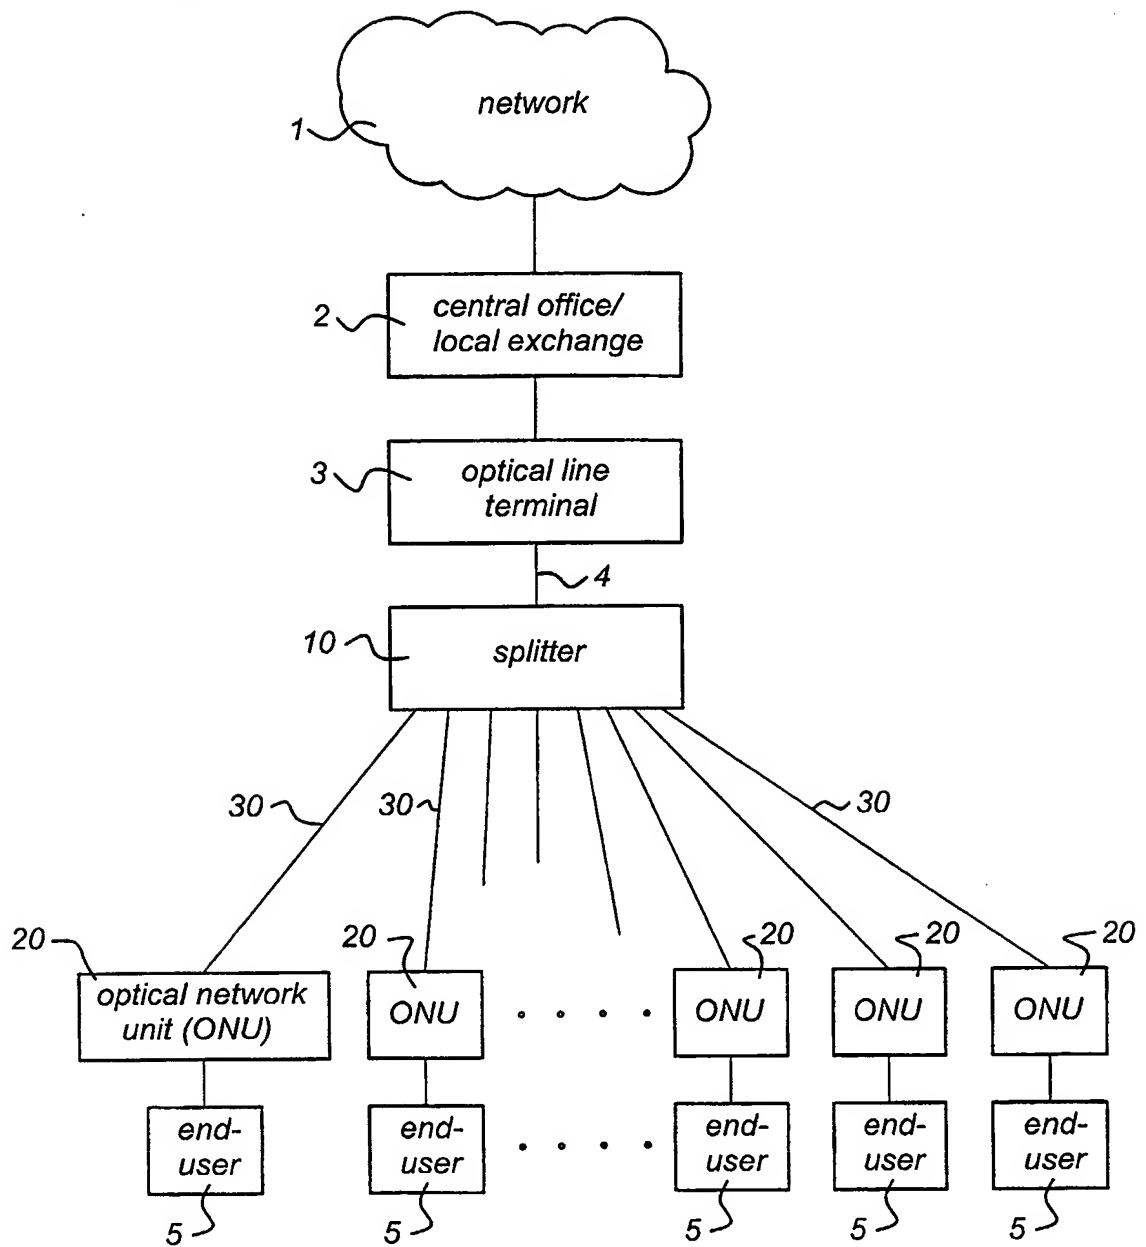 network
1
central office/
local exchange
2
optical line
terminal
3
4
splitter
10
30
30
30
20
20
20
20
20
optical network
unit (ONU)
ONU
ONU
ONU
ONU
end-
user
end-
user
end-
user
end-
user
end-
user
5
5
5
5
5